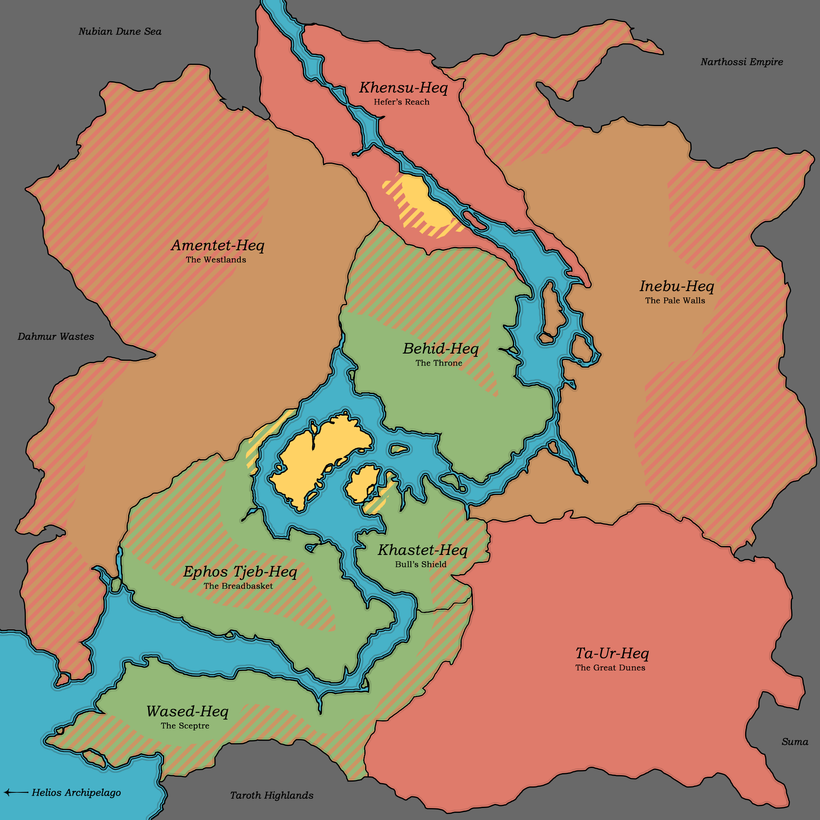 Nubian Dune Sea
Narthossi Empire
Khensu-Heq
Hefer's Reach
Amentet-Heq
The Westlands
Inebu-Heq
The Pale Walls
Dahmur Wastes
Behid-Heq
The Throne
Khastet-Heq
Bull's Shield
Ephos Tjeb-Heq
The Breadbasket
Ta-Ur-Heq
The Great Dunes
Wased-Heq
The Sceptre
Suma
Helios Archipelago
Taroth Highlands